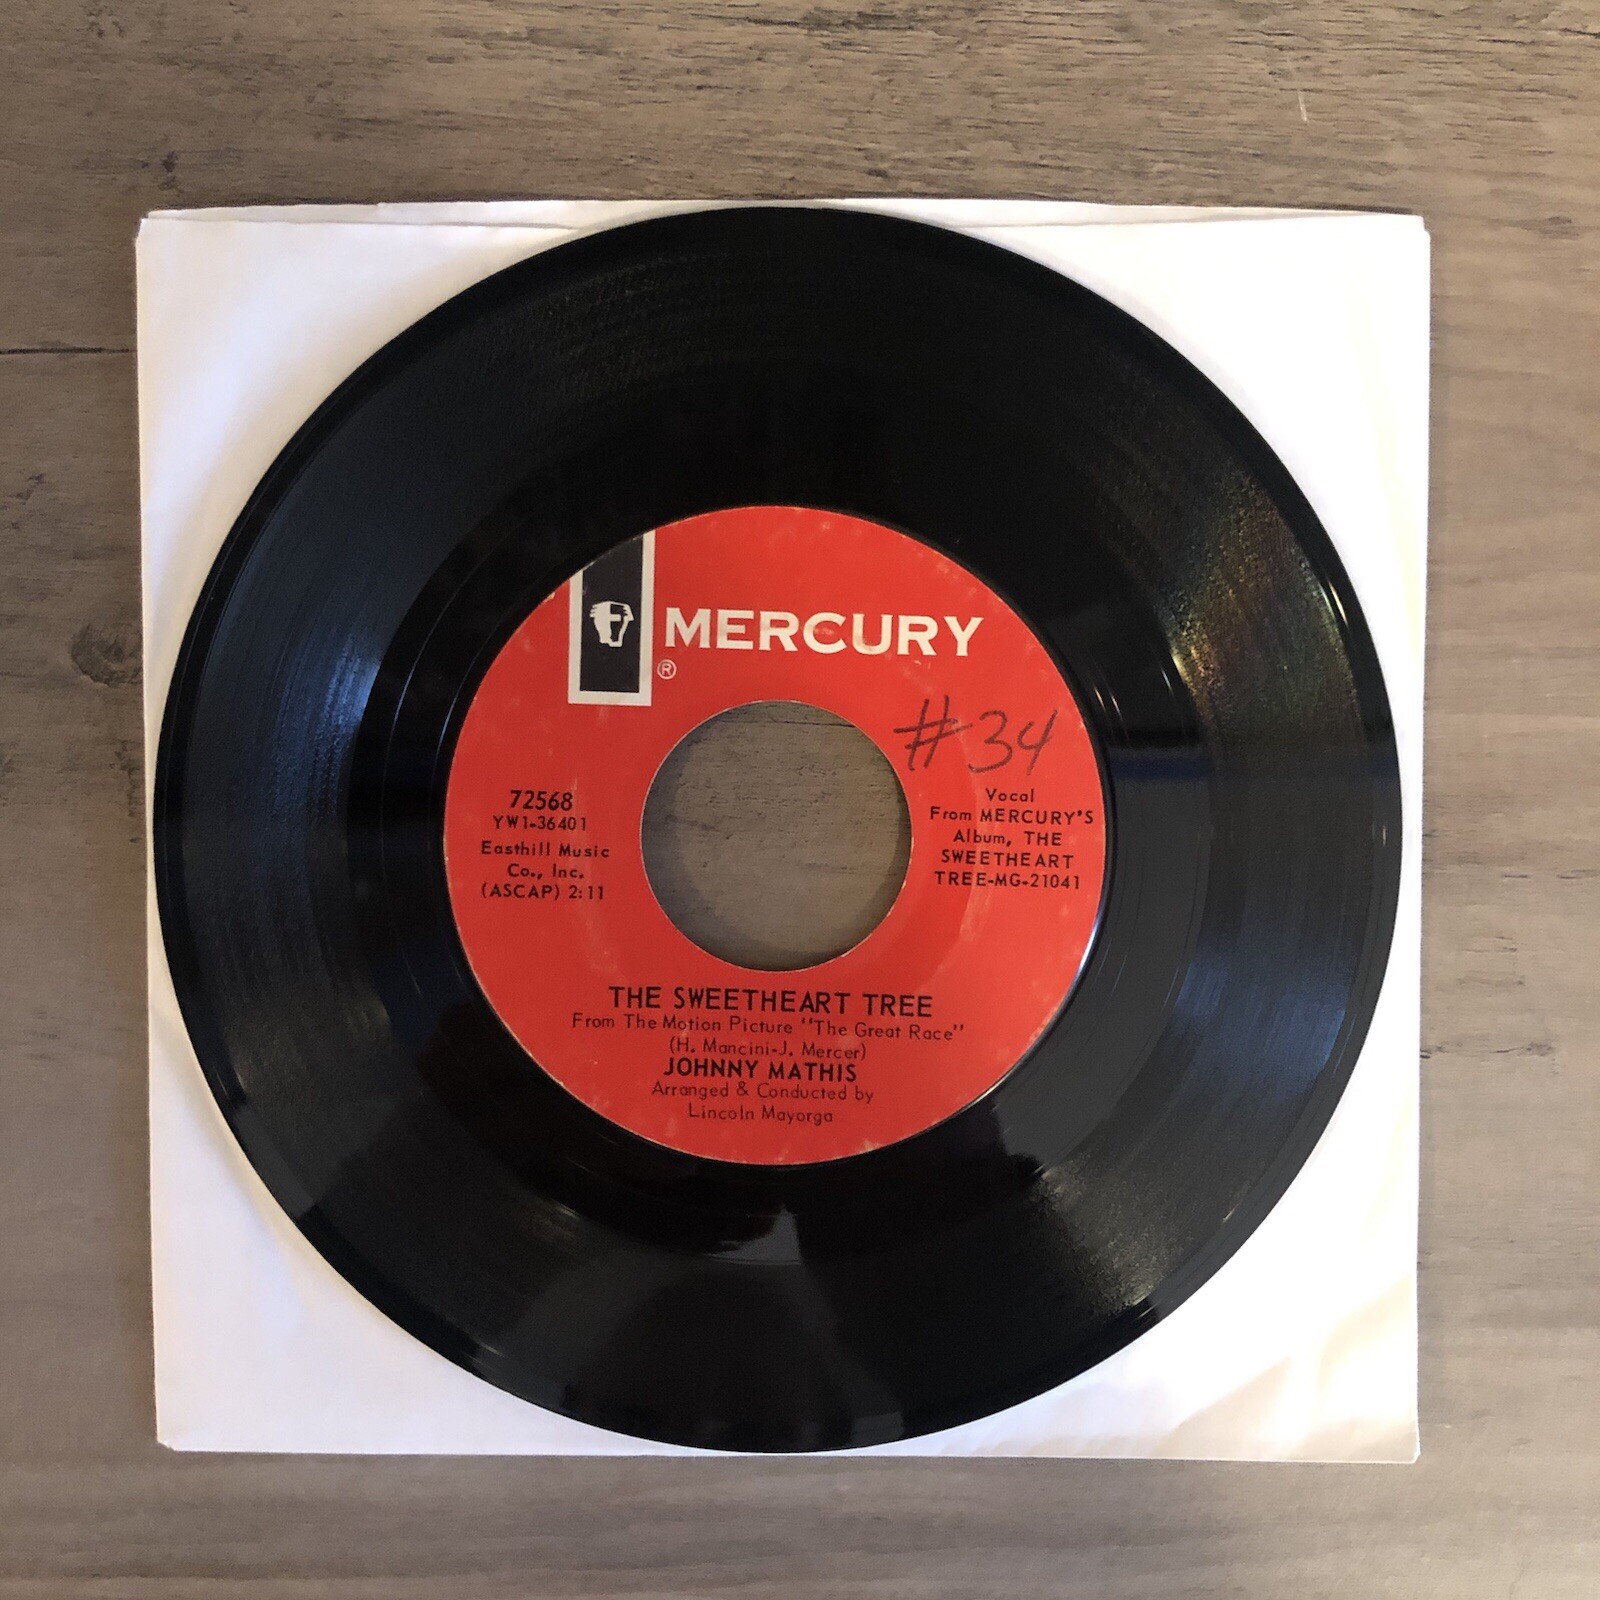 MERCURY
®
#34
72568
YW1-36401
Easthill Music
Co., Inc.
(ASCAP) 2:11
Vocal
From MERCURY'S
Album, THE
SWEETHEART
TREE-MG-21041
THE SWEETHEART TREE
From The Motion Picture "The Great Race"
(H. Mancini-J. Mercer)
JOHNNY MATHIS
Arranged & Conducted by
Lincoln Mayorga